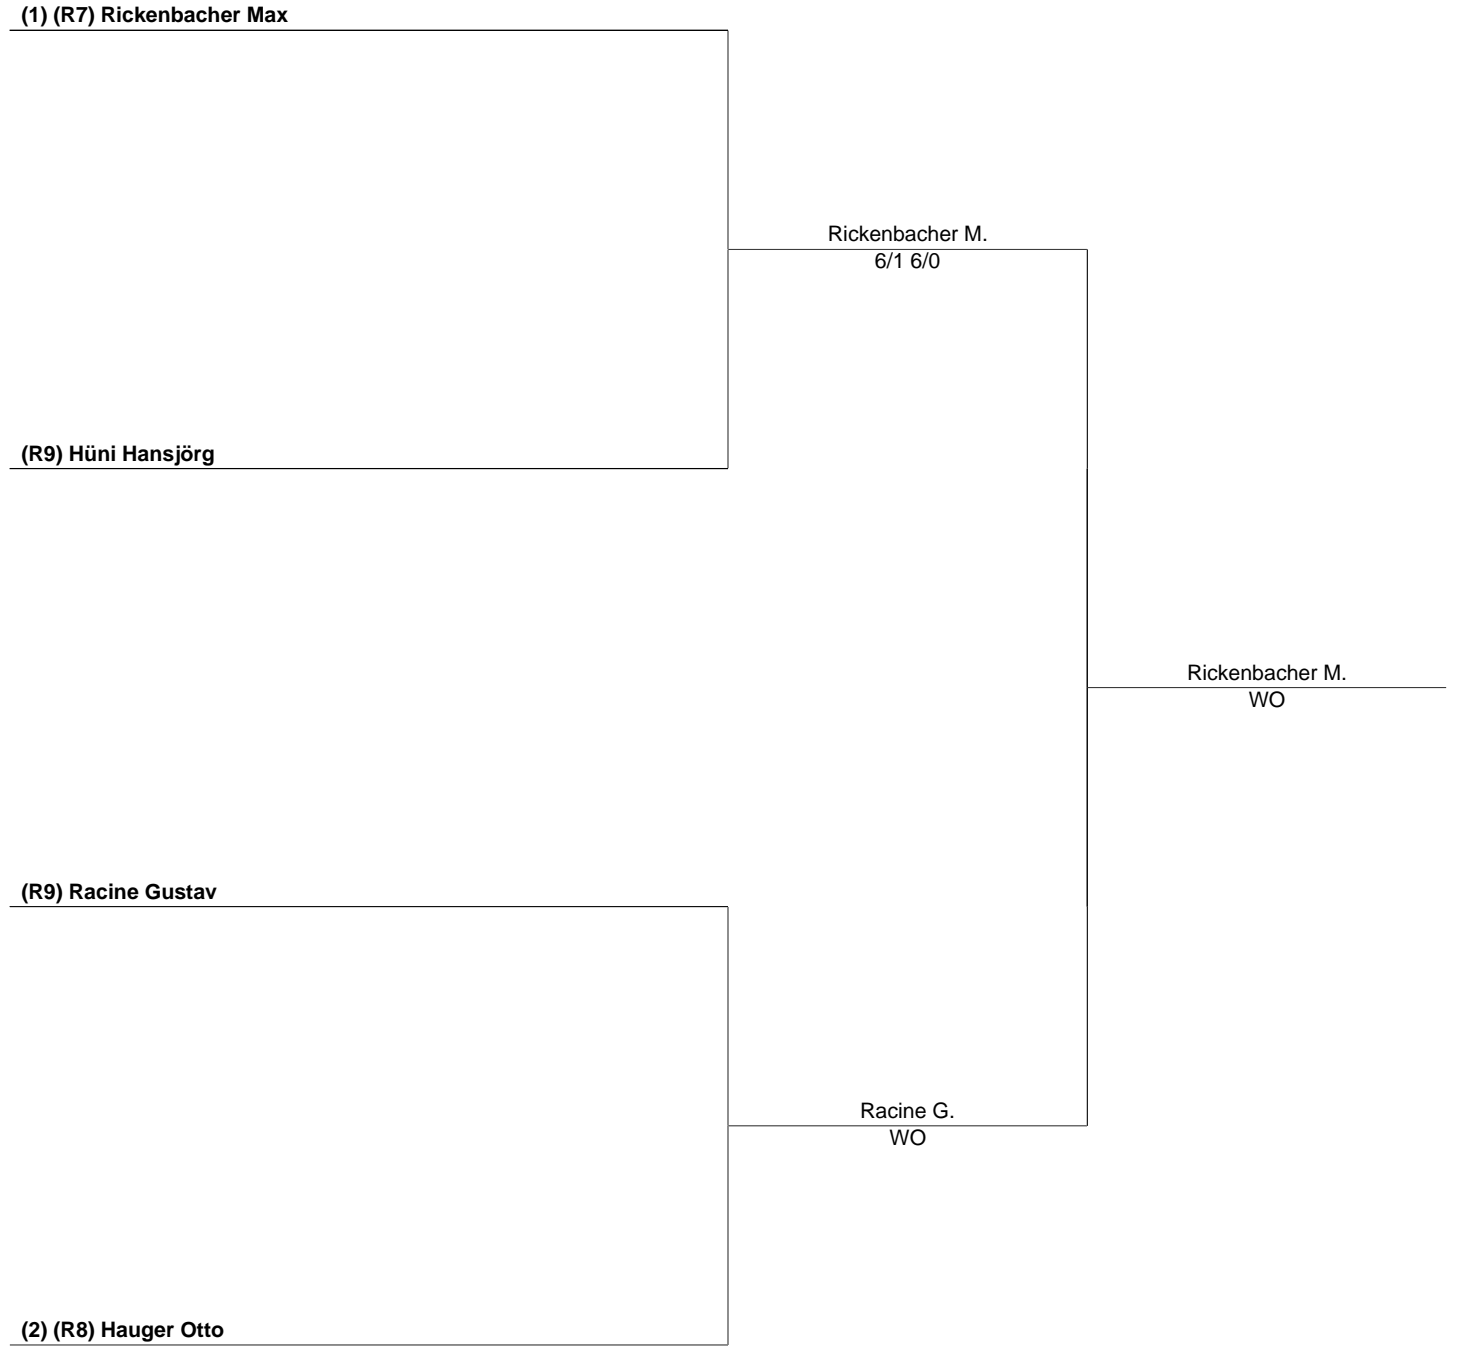 (1) (R7) Rickenbacher Max
Rickenbacher M.
6/1 6/0
(R9) Hüni Hansjörg
Rickenbacher M.
WO
(R9) Racine Gustav
Racine G.
WO
(2) (R8) Hauger Otto